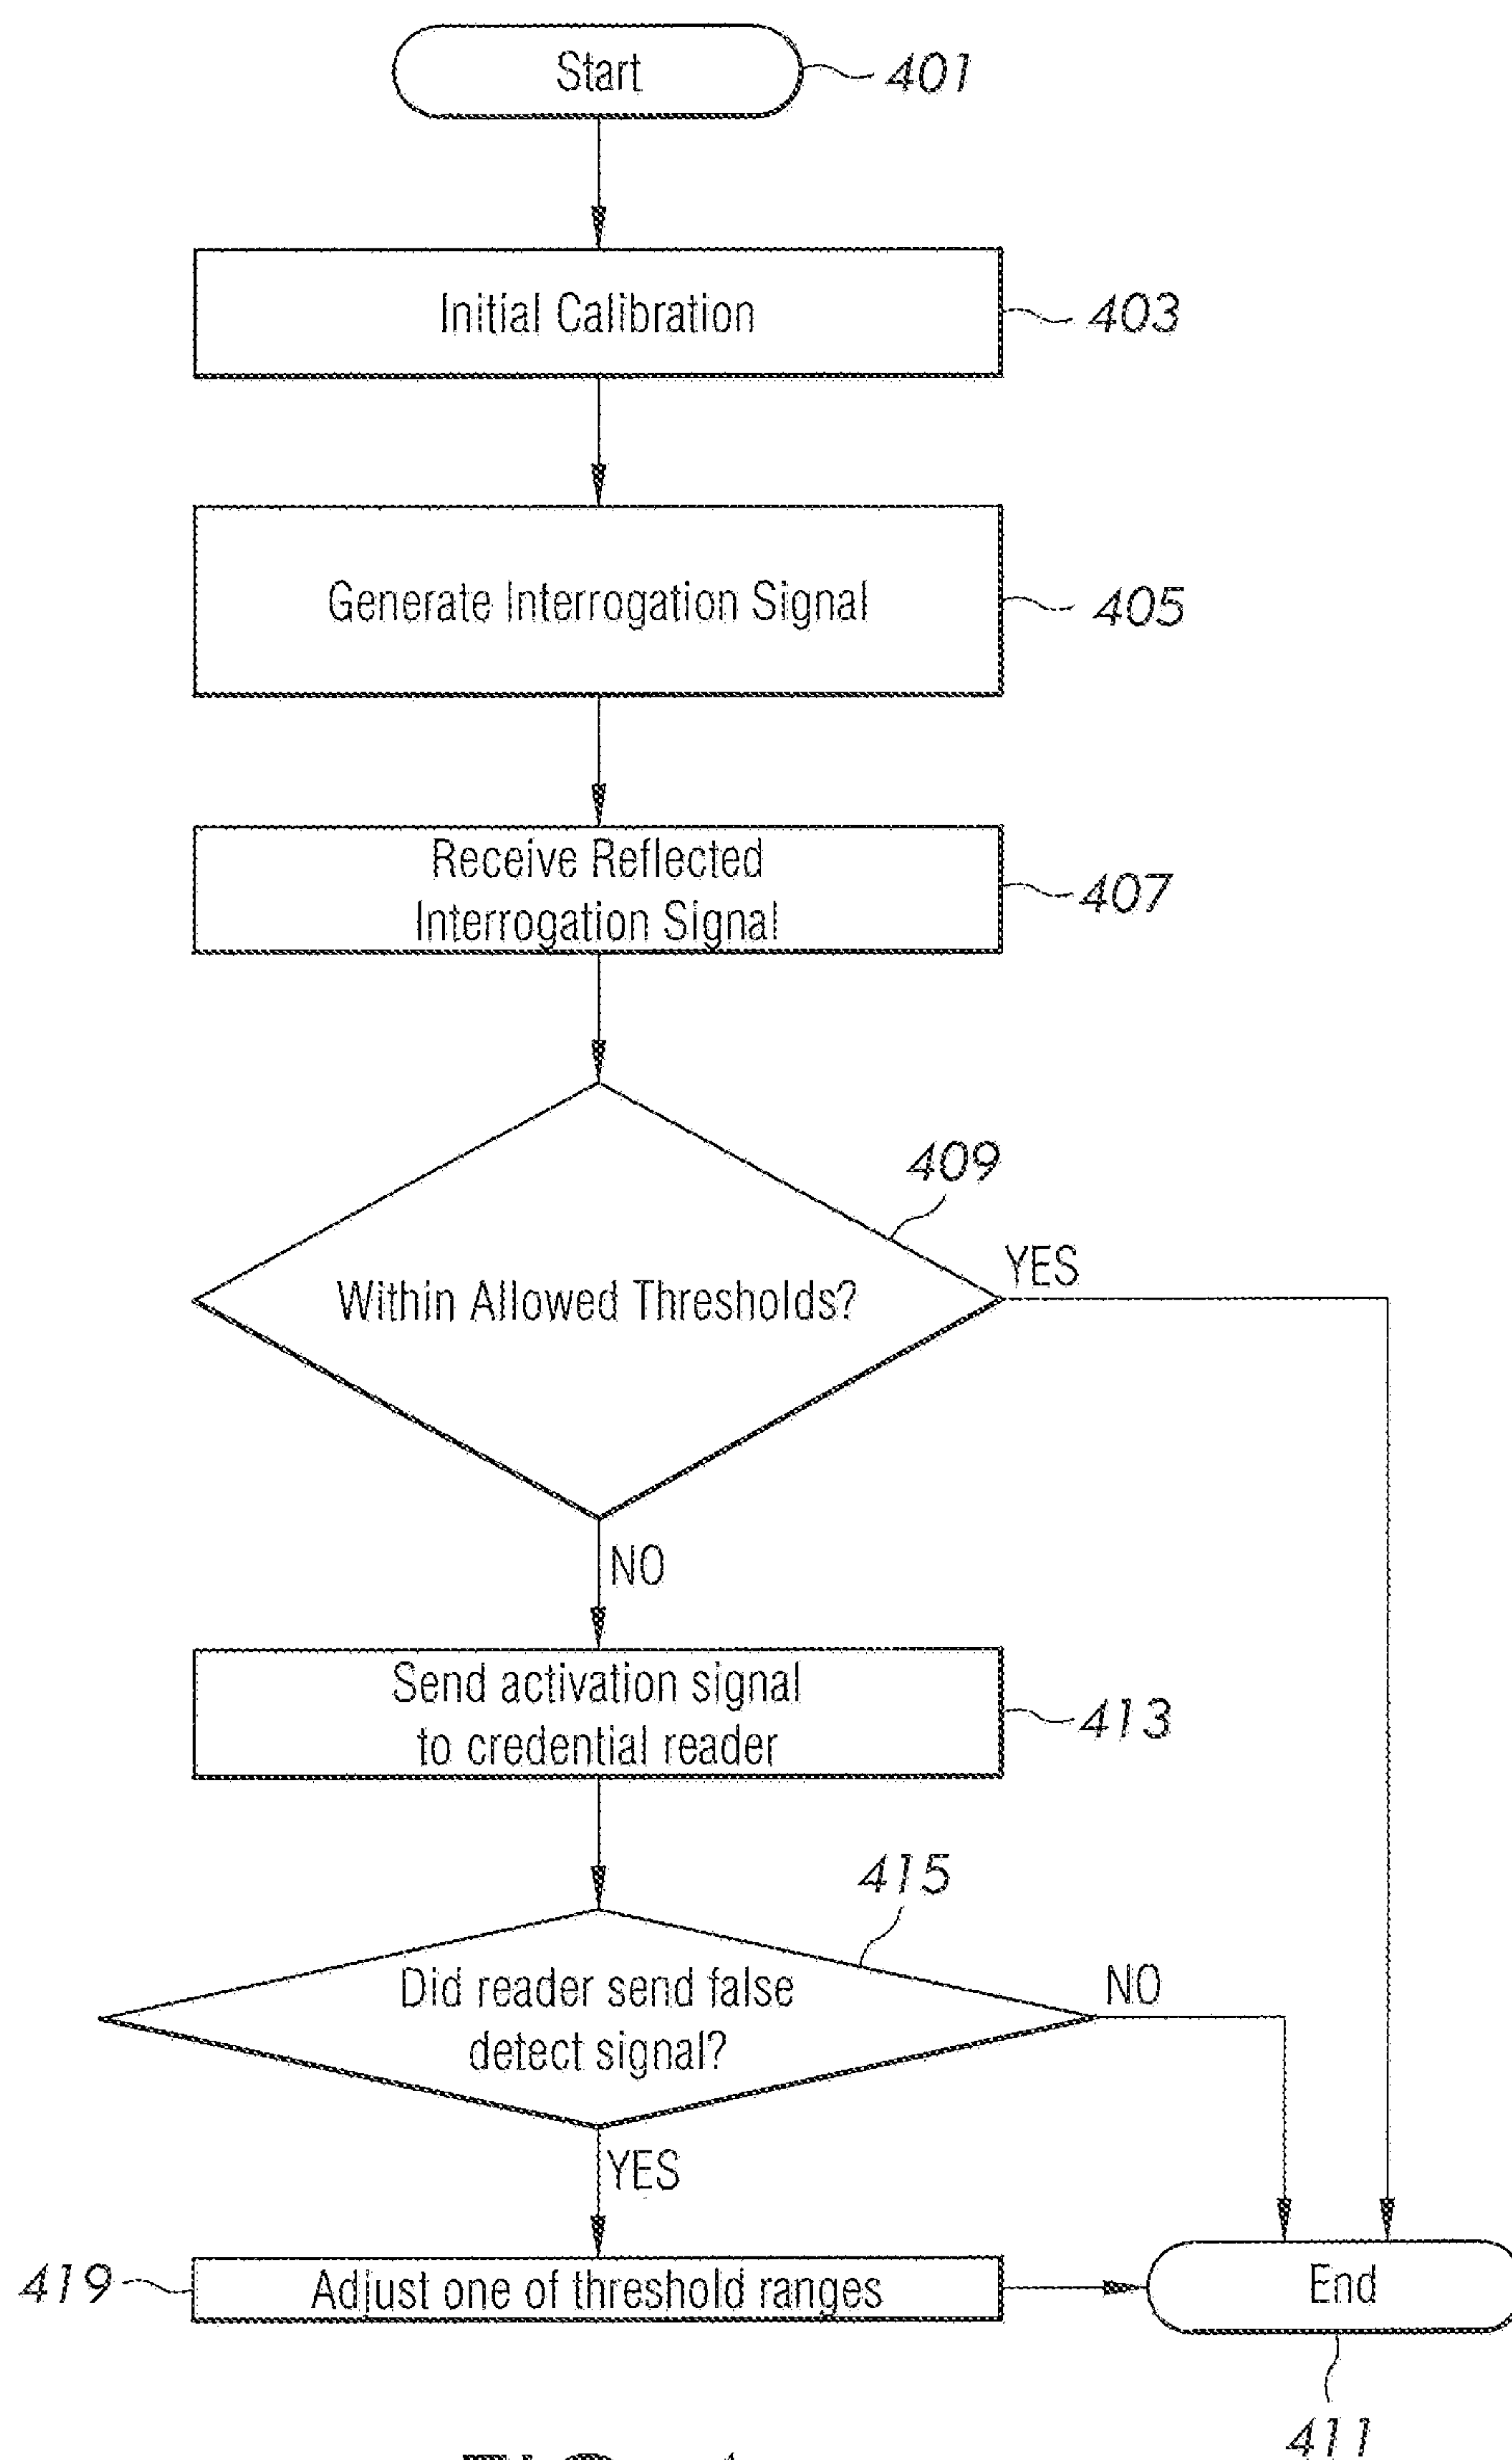 Start
401
Initial Calibration
403
Generate Interrogation Signal
405
Receive Reflected
Interrogation Signal
407
409
Within Allowed Thresholds?
YES
NO
Send activation signal
to credential reader
413
415
Did reader send false
detect signal?
NO
YES
419
Adjust one of threshold ranges
End
411